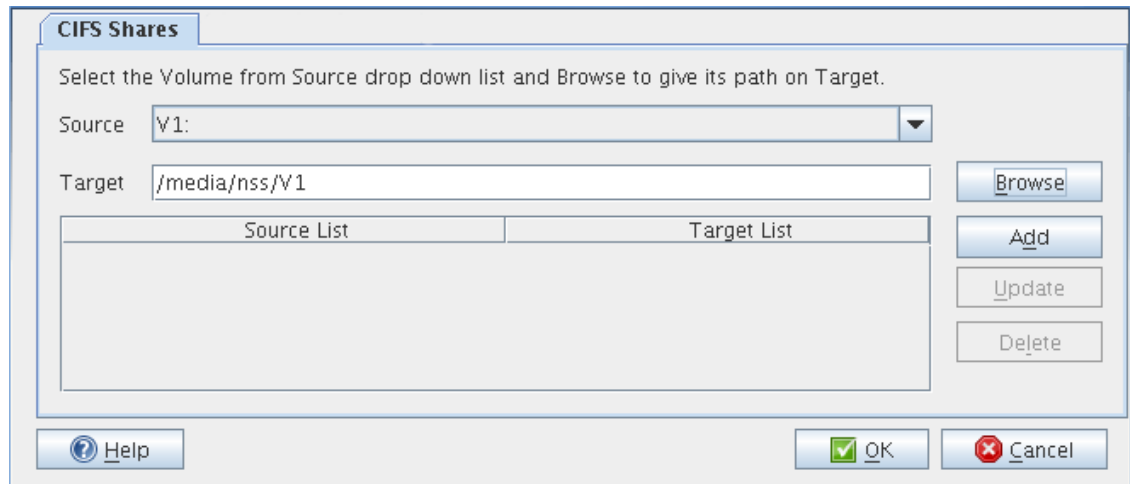 CIFS Shares
Select the Volume from Source drop down list and Browse to give its path on Target.
Source V1:
Target /media/nss/V1 Browse
Source List Target List
Add
Update
Delete
Help OK Cancel